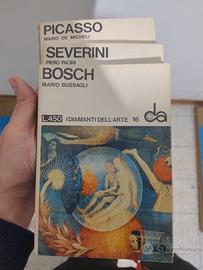 PICASSO
MARIO DE MICHELI
SEVERINI
PIERO PACINI
BOSCH
MARIO BUSSAGLI
L.450 I DIAMANTI DELL'ARTE 16 da